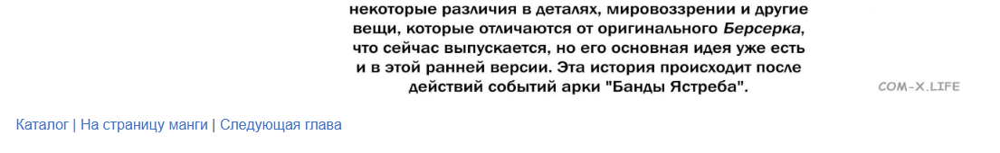 некоторые различия в деталях, мировоззрении и другие
вещи, которые отличаются от оригинального Берсерка,
что сейчас выпускается, но его основная идея уже есть
и в этой ранней версии. Эта история происходит после
действий событий арки "Банды Ястреба".
COM-X.LIFE
Каталог | На страницу манги | Следующая глава